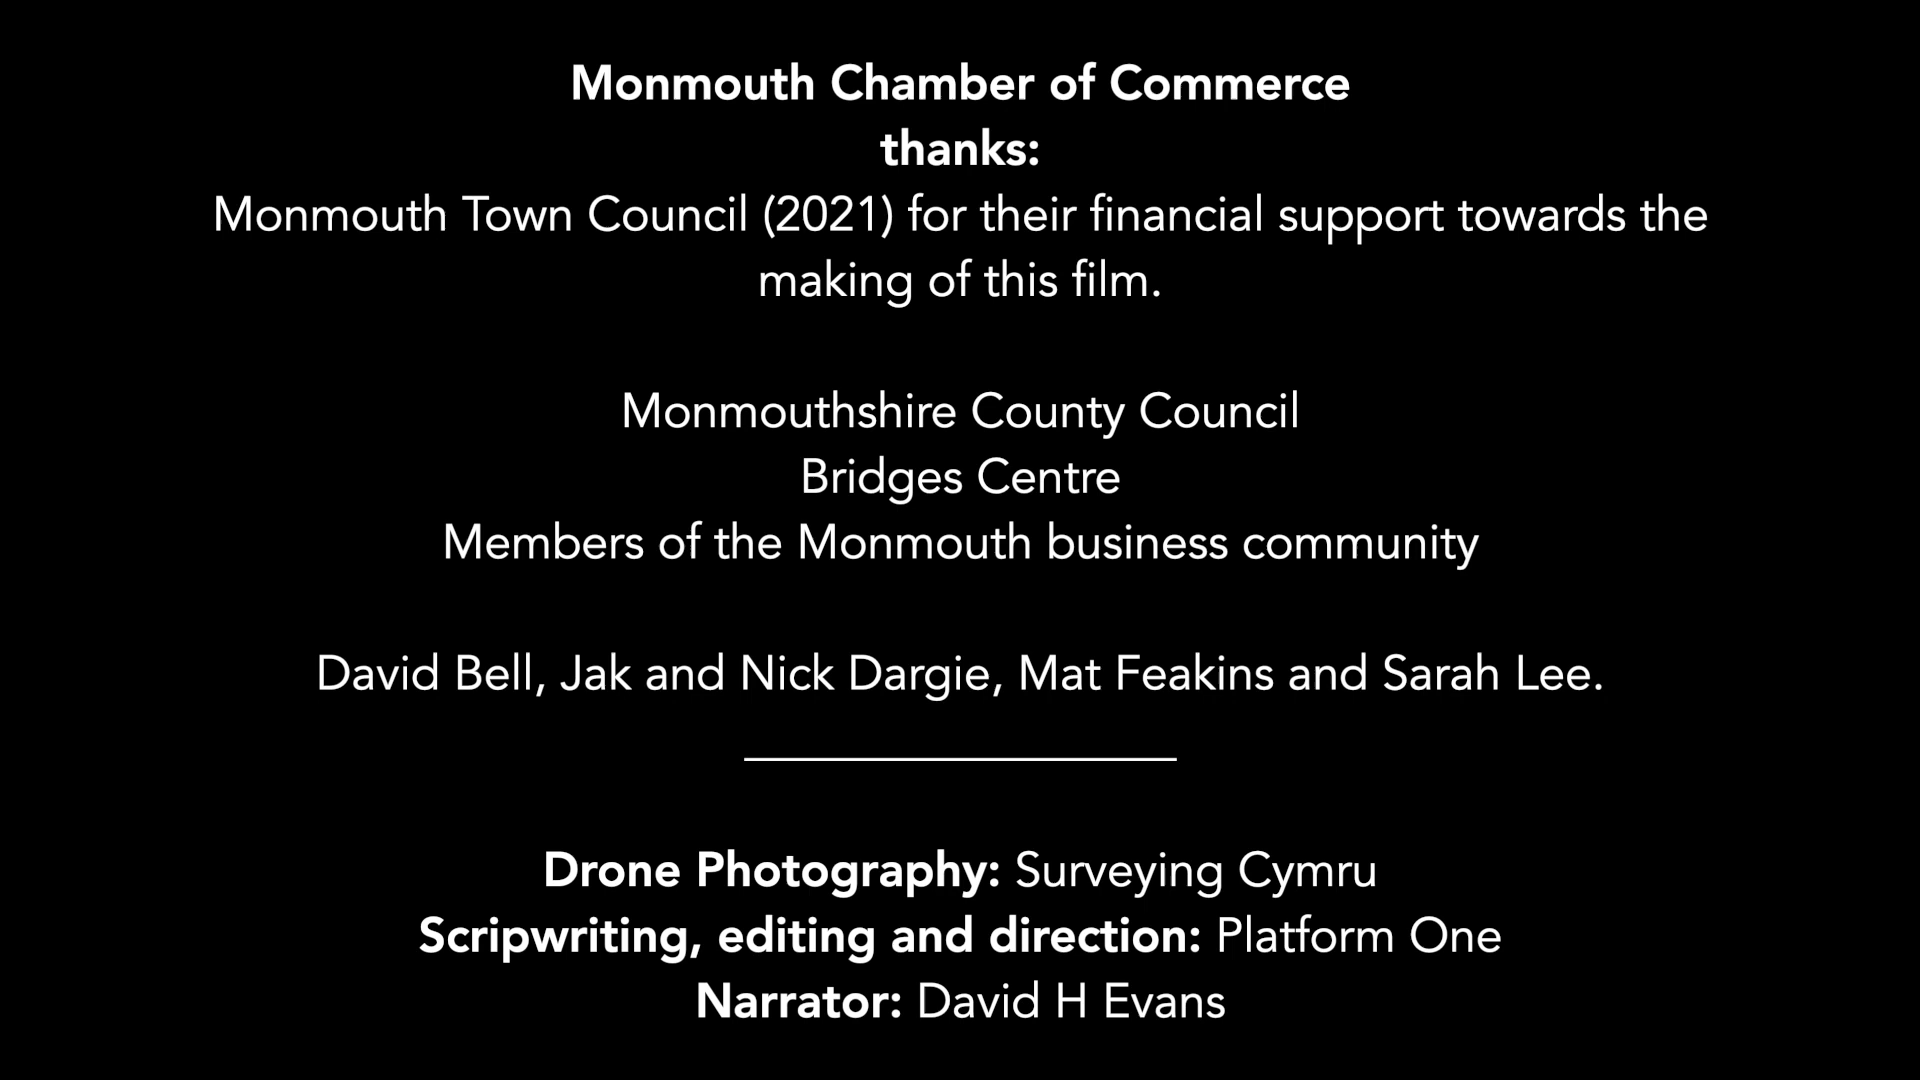 Monmouth Chamber of Commerce
thanks:
Monmouth Town Council (2021) for their financial support towards the
making of this film.
Monmouthshire County Council
Bridges Centre
Members of the Monmouth business community
David Bell, Jak and Nick Dargie, Mat Feakins and Sarah Lee.
Drone Photography: Surveying Cymru
Scripwriting, editing and direction: Platform One
Narrator: David H Evans